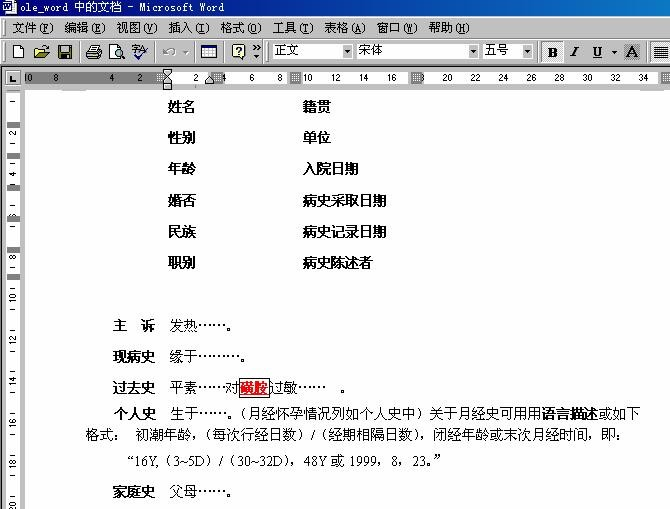 ole_word 中的文档 - Microsoft Word
文件(F) 编辑(E) 视图(V) 插入(I) 格式(O) 工具(T) 表格(A) 窗口(W) 帮助(H)
正文 宋体 五号 B I U A
8 4 2 2 4 6 8 10 12 14 16 18 20 22 24 26 28 30 32 34
姓名 籍贯
性别 单位
年龄 入院日期
婚否 病史采取日期
民族 病史记录日期
职别 病史陈述者
主 诉 发热……。
现病史 缘于………。
过去史 平素……对磺胺过敏…… 。
个人史 生于……。（月经怀孕情况列如个人史中）关于月经史可用用语言描述或如下
格式： 初潮年龄，（每次行经日数）/（经期相隔日数），闭经年龄或末次月经时间，即：
“16Y,（3~5D）/（30~32D），48Y 或 1999，8，23。”
家庭史 父母……。